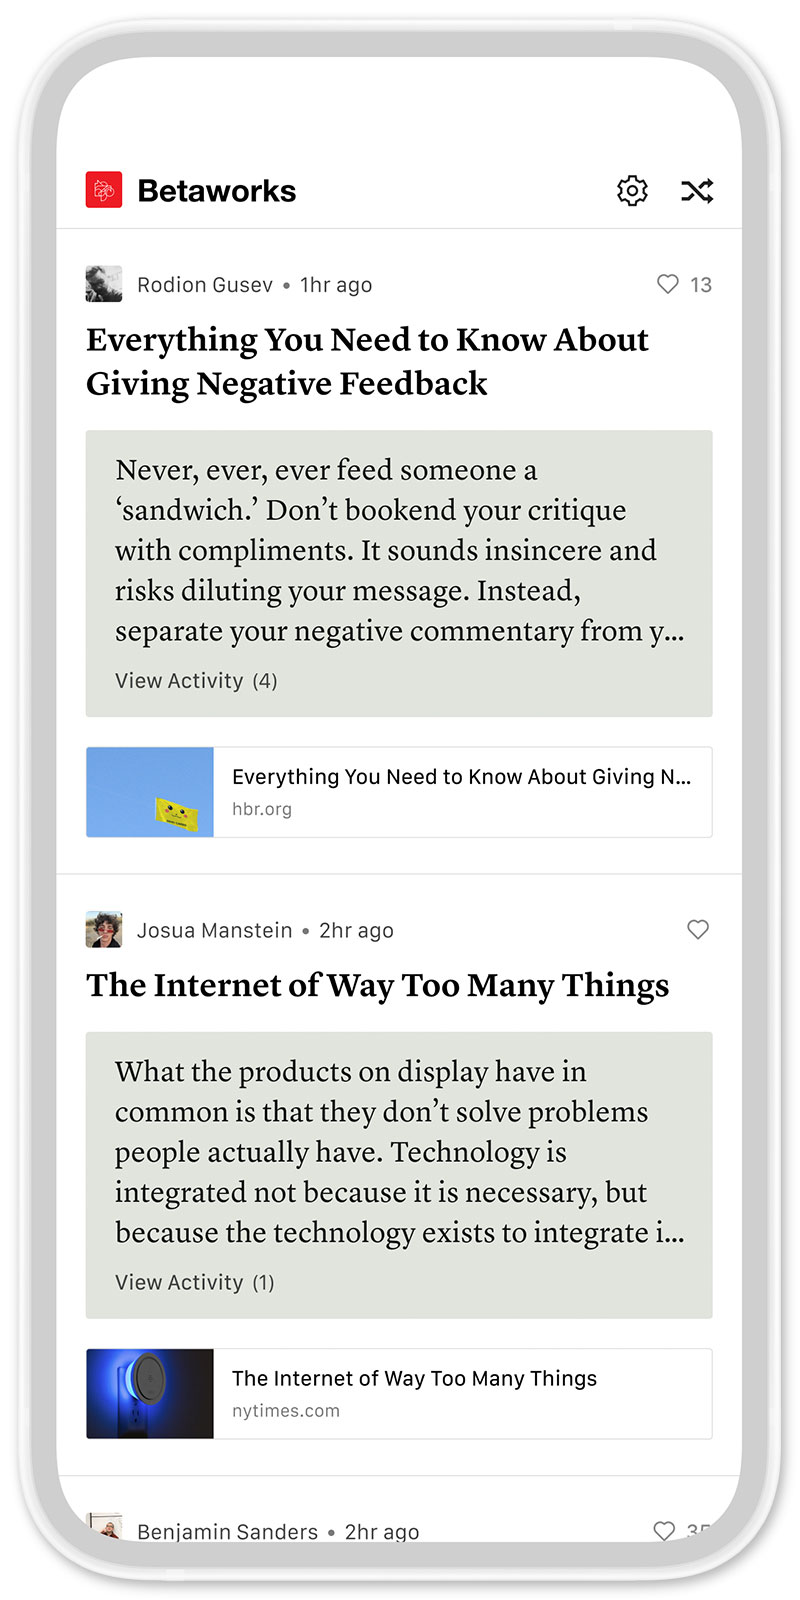 Betaworks
Rodion Gusev • 1hr ago
13
Everything You Need to Know About
Giving Negative Feedback
Never, ever, ever feed someone a
‘sandwich.’ Don’t bookend your critique
with compliments. It sounds insincere and
risks diluting your message. Instead,
separate your negative commentary from y...
View Activity (4)
Everything You Need to Know About Giving N...
hbr.org
Josua Manstein • 2hr ago
The Internet of Way Too Many Things
What the products on display have in
common is that they don’t solve problems
people actually have. Technology is
integrated not because it is necessary, but
because the technology exists to integrate i...
View Activity (1)
The Internet of Way Too Many Things
nytimes.com
Benjamin Sanders • 2hr ago